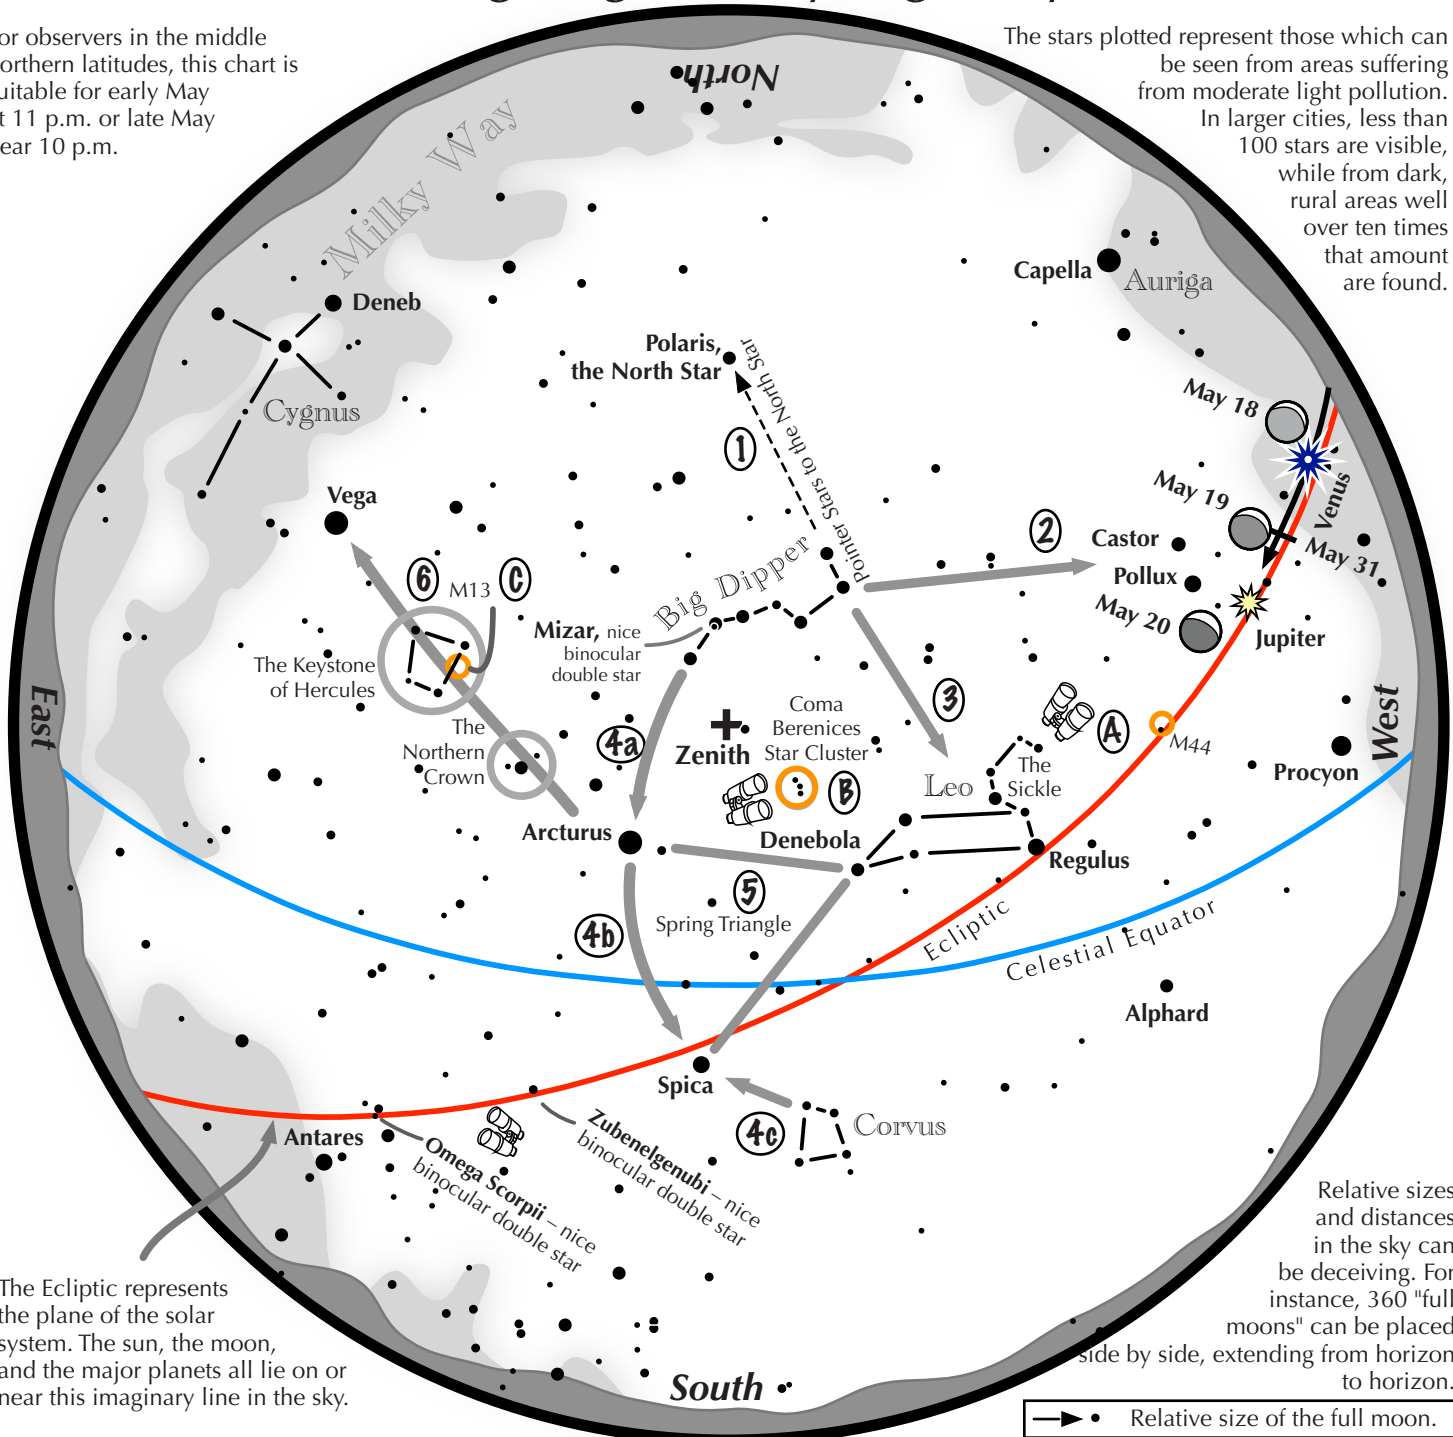 or observers in the middle
orthern latitudes, this chart is
uitable for early May
t 11 p.m. or late May
ear 10 p.m.
The stars plotted represent those which can
be seen from areas suffering
from moderate light pollution.
In larger cities, less than
100 stars are visible,
while from dark,
rural areas well
over ten times
that amount
are found.
North
Milky Way
Capella
Auriga
Deneb
Cygnus
Polaris,
the North Star
Pointer Stars to the North Star
1
May 18
Venus
May 19
May 31
Vega
2
Castor
Pollux
May 20
Jupiter
Big Dipper
6
M13
C
Mizar, nice
binocular
double star
The Keystone
of Hercules
East
West
3
The
Northern
Crown
4a
Zenith
Coma
Berenices
Star Cluster
B
A
M44
Leo
The
Sickle
Procyon
Arcturus
Denebola
Regulus
5
Spring Triangle
4b
Ecliptic
Celestial Equator
Alphard
Spica
4c
Corvus
Antares
Omega Scorpii – nice
binocular double star
Zubenelgenubi – nice
binocular double star
The Ecliptic represents
the plane of the solar
system. The sun, the moon,
and the major planets all lie on or
near this imaginary line in the sky.
South
Relative sizes
and distances
in the sky can
be deceiving. For
instance, 360 "full
moons" can be placed
side by side, extending from horizon
to horizon.
Relative size of the full moon.